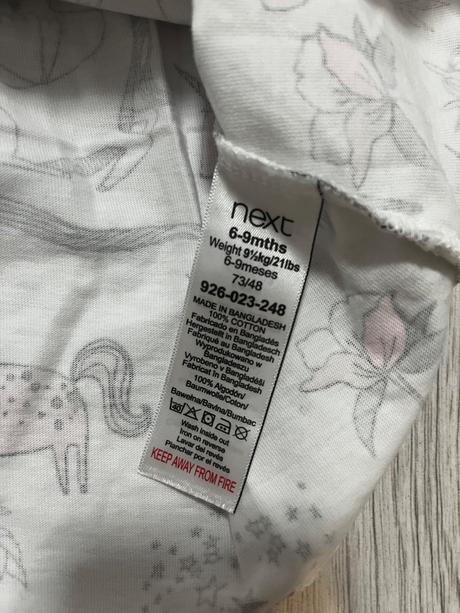 next
6-9mths
Weight 9½kg/21lbs
6-9meses
73/48
926-023-248
MADE IN BANGLADESH
100% COTTON
Fabricado en Bangladés
Hergestellt in Bangladesch
Fabriqué au Bangladesh
Wyprodukowano w
Bangladeszu
Vyrobeno v Bangladéši
Fabricat în Bangladesh
100% Algodón/
Baumwolle/Coton/
Bawełna/Bavlna/Bumbac
40
Wash inside out
Iron on reverse
Lavar del revés
Planchar por el revés
KEEP AWAY FROM FIRE